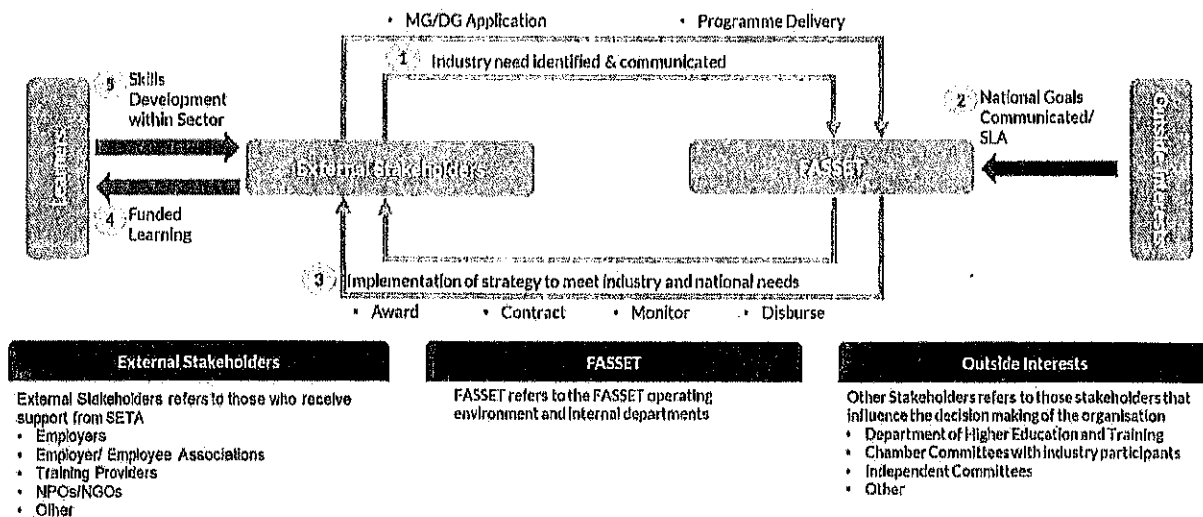 • MG/DG Application • Programme Delivery
1 Industry need identified & communicated
5 Skills
Development
within Sector
2 National Goals
Communicated/
SLA
Learners
External Stakeholders
FASSET
Outside Interests
4 Funded
Learning
3 Implementation of strategy to meet industry and national needs
• Award • Contract • Monitor • Disburse
External Stakeholders
External Stakeholders refers to those who receive
support from SETA
• Employers
• Employer/ Employee Associations
• Training Providers
• NPOs/NGOs
• Other
FASSET
FASSET refers to the FASSET operating
environment and internal departments
Outside Interests
Other Stakeholders refers to those stakeholders that
influence the decision making of the organisation
• Department of Higher Education and Training
• Chamber Committees with industry participants
• Independent Committees
• Other